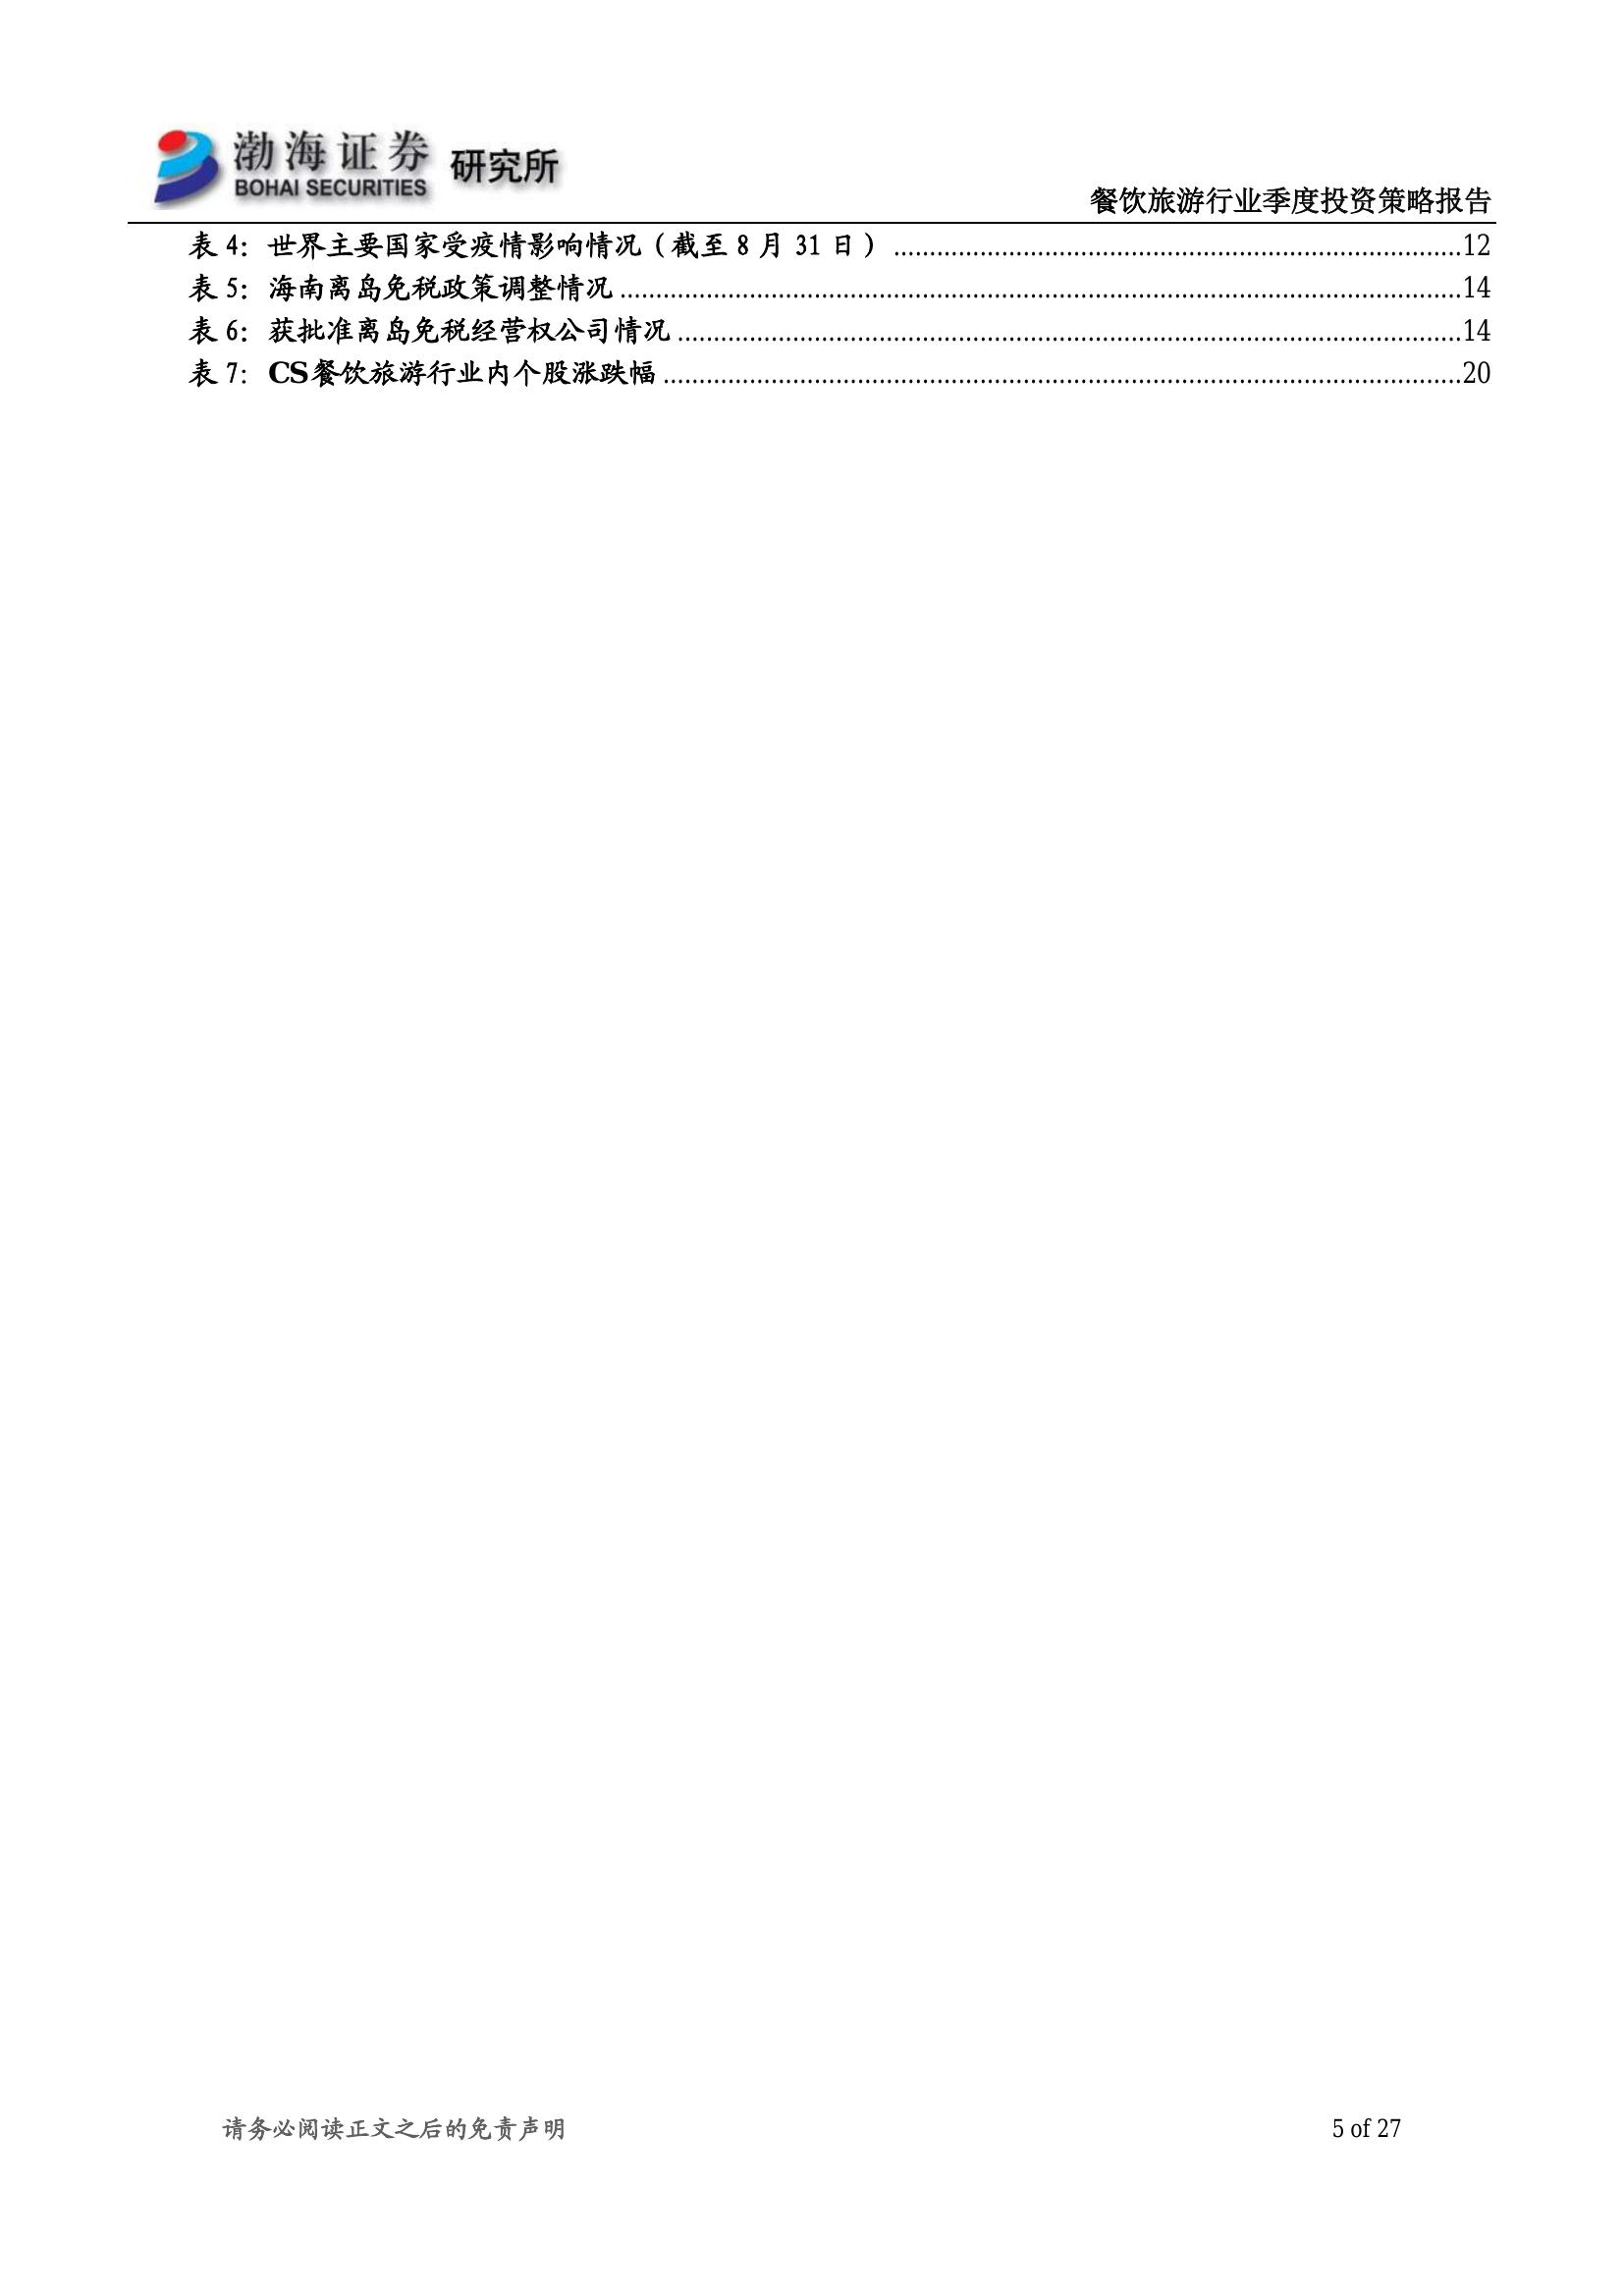 渤海证券 研究所
BOHAI SECURITIES
餐饮旅游行业季度投资策略报告
表 4: 世界主要国家受疫情影响情况（截至 8 月 31 日）........................................12
表 5: 海南离岛免税政策调整情况........................................14
表 6: 获批准离岛免税经营权公司情况........................................14
表 7: CS餐饮旅游行业内个股涨跌幅........................................20
请务必阅读正文之后的免责声明 5 of 27